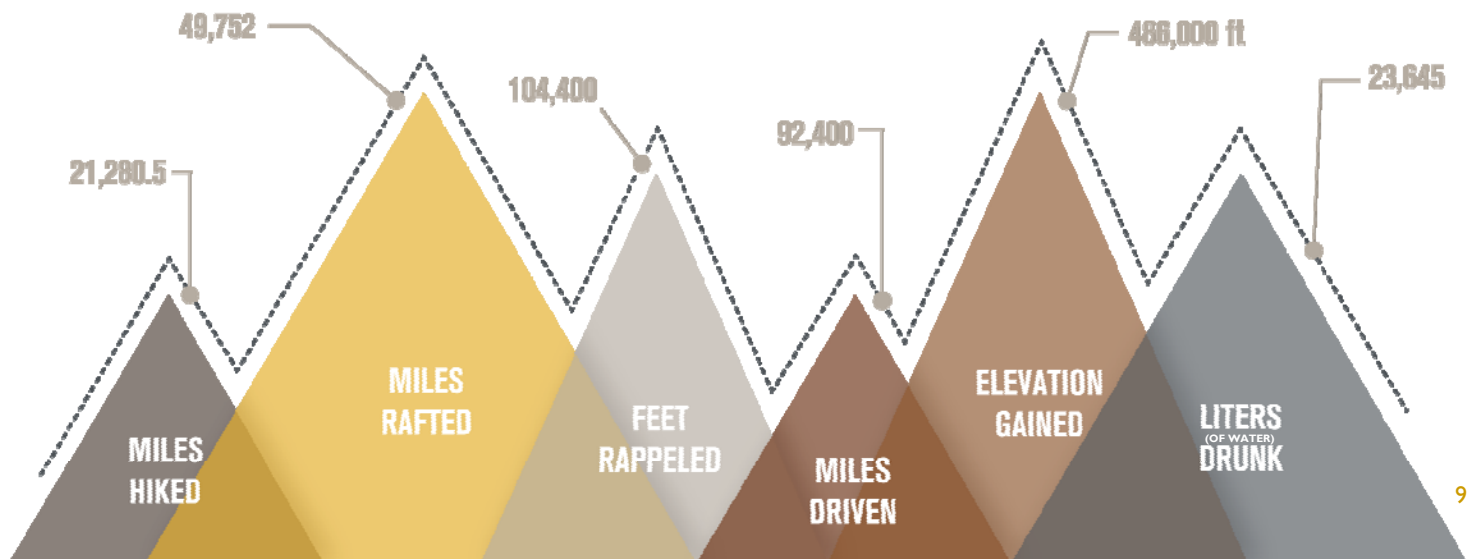 49,752
486,000 ft
23,645
104,400
92,400
21,280.5
MILES
RAFTED
ELEVATION
GAINED
FEET
RAPPELED
LITERS
(OF WATER)
DRUNK
MILES
HIKED
MILES
DRIVEN
9